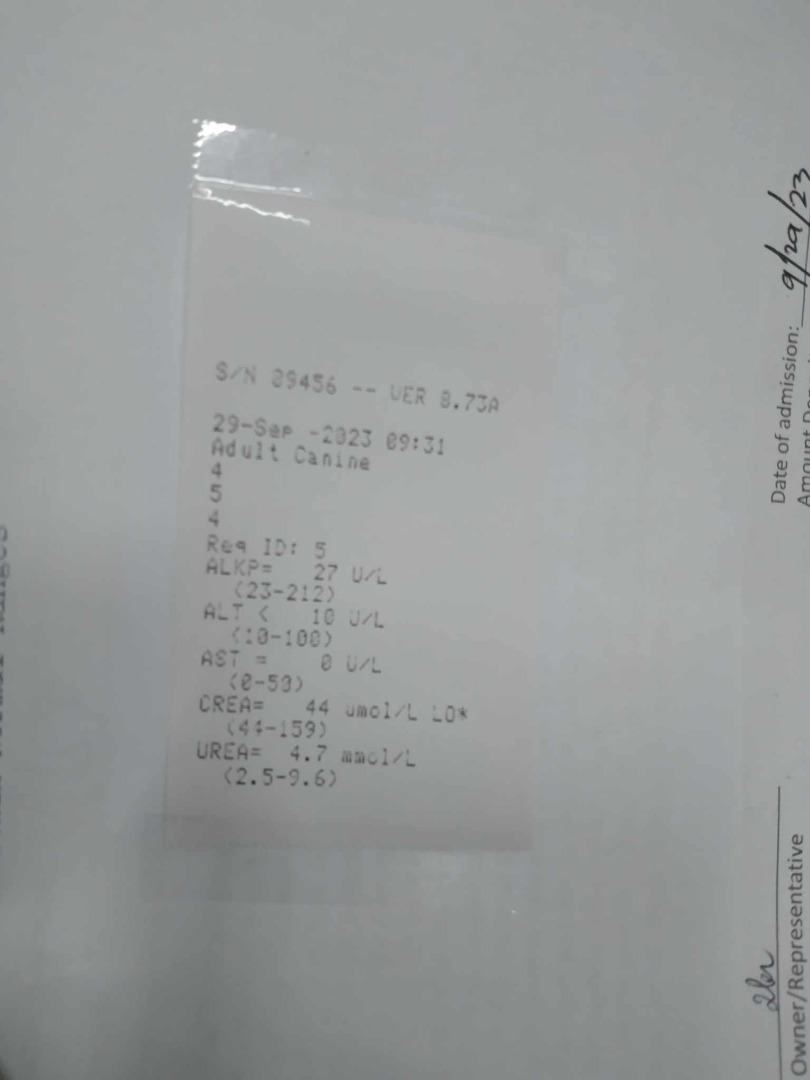 S/N 09456 -- VER 8.73A
29-Sep -2023 09:31
Adult Canine
4
5
4
Req ID: 5
ALKP= 27 U/L
(23-212)
ALT < 10 U/L
(10-100)
AST = 0 U/L
(0-50)
CREA= 44 umol/L LO*
(44-159)
UREA= 4.7 mmol/L
(2.5-9.6)
Date of admission: 9/29/23
Amount
Owner/Representative